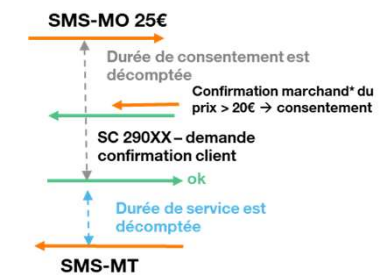 SMS-MO 25€
Durée de consentement est
décomptée
Confirmation marchand* du
prix > 20€ → consentement
SC 290XX – demande
confirmation client
ok
Durée de service est
décomptée
SMS-MT